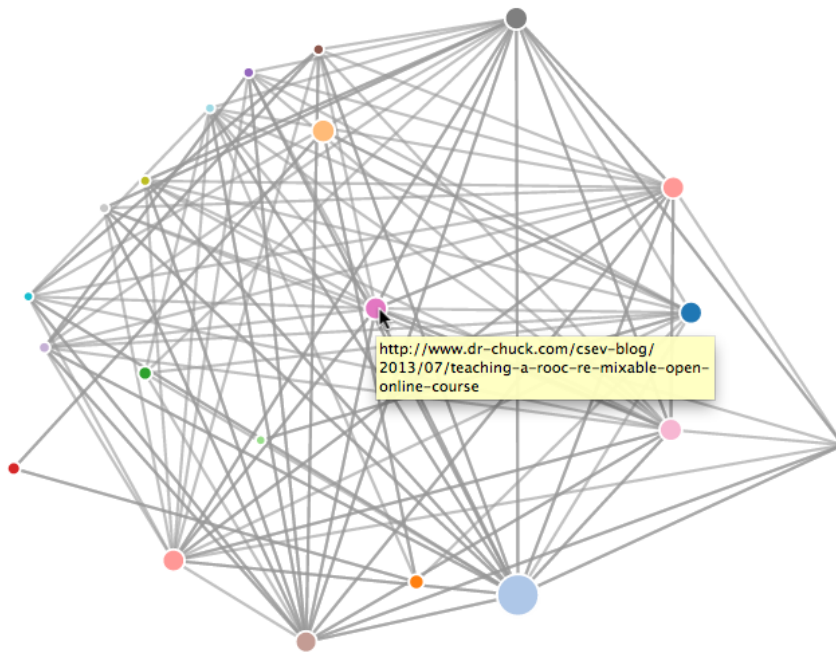 http://www.dr-chuck.com/csev-blog/
2013/07/teaching-a-rooc-re-mixable-open-
online-course